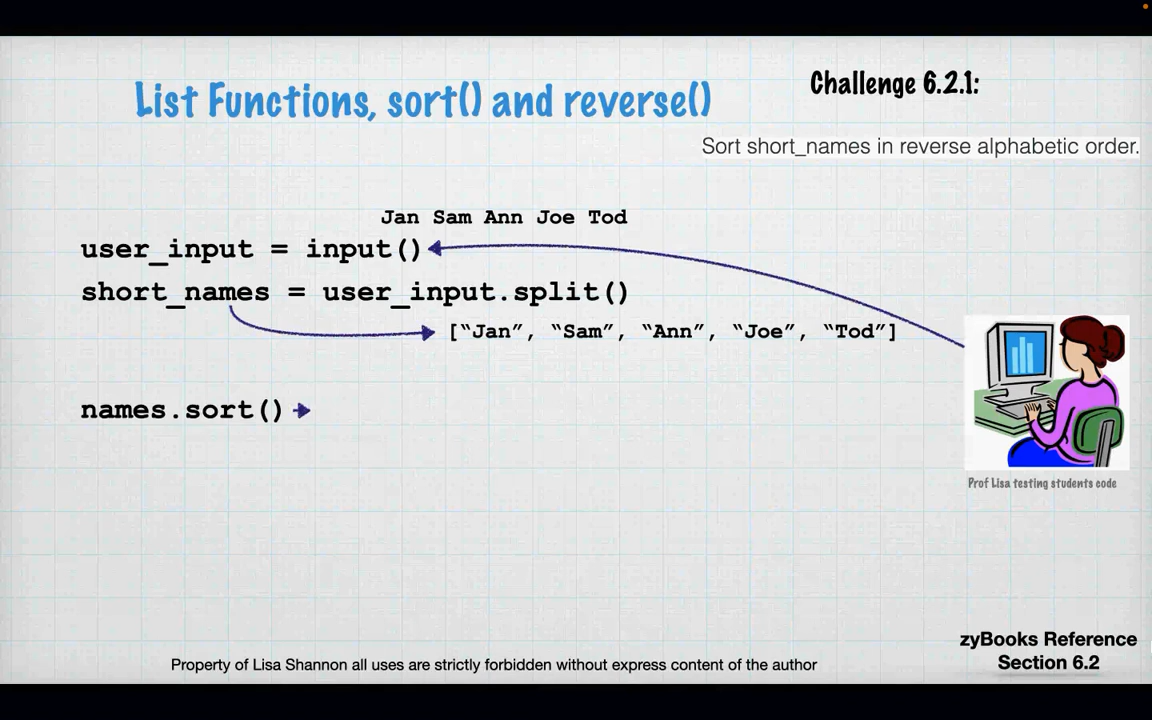 List Functions, sort() and reverse()
Challenge 6.2.1:
Sort short_names in reverse alphabetic order.
Jan Sam Ann Joe Tod
user_input = input()
short_names = user_input.split()
[“Jan”, “Sam”, “Ann”, “Joe”, “Tod”]
names.sort()
Prof Lisa testing students code
zyBooks Reference
Section 6.2
Property of Lisa Shannon all uses are strictly forbidden without express content of the author